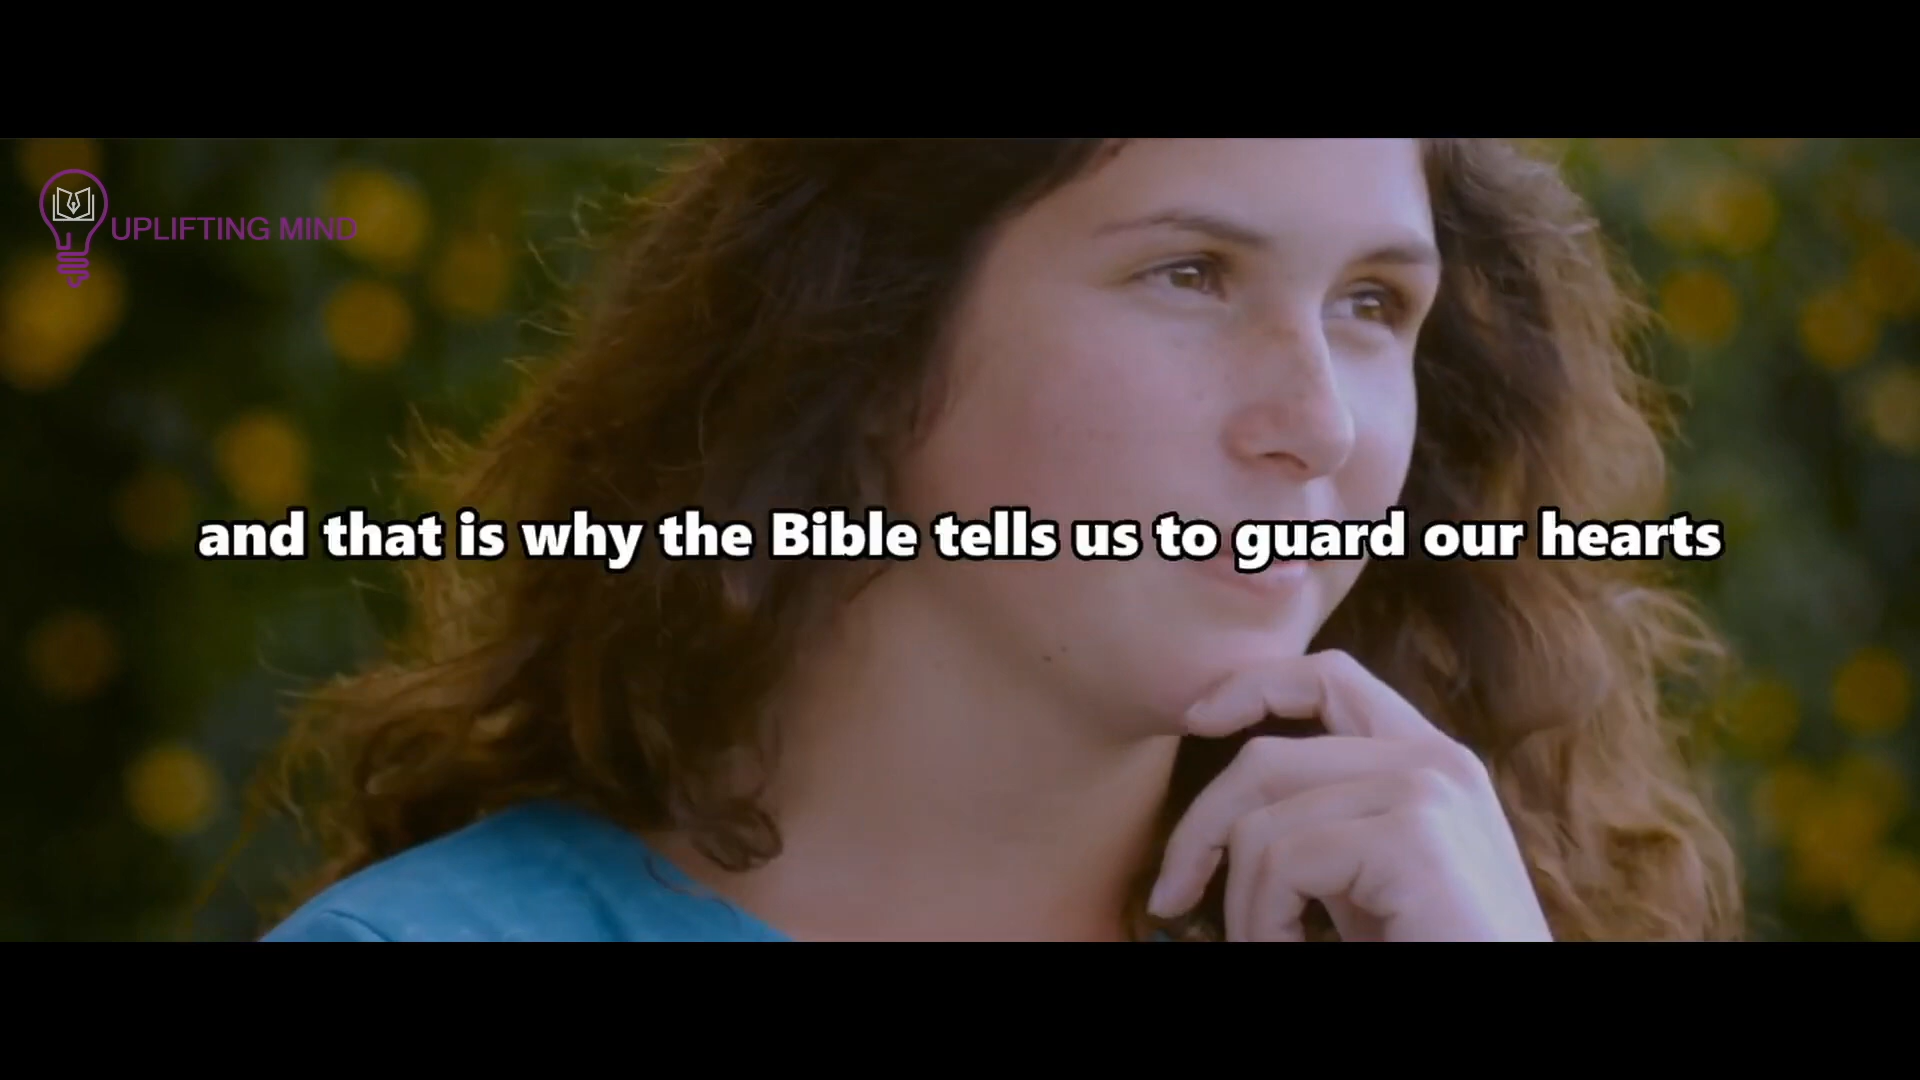 UPLIFTING MIND
and that is why the Bible tells us to guard our hearts